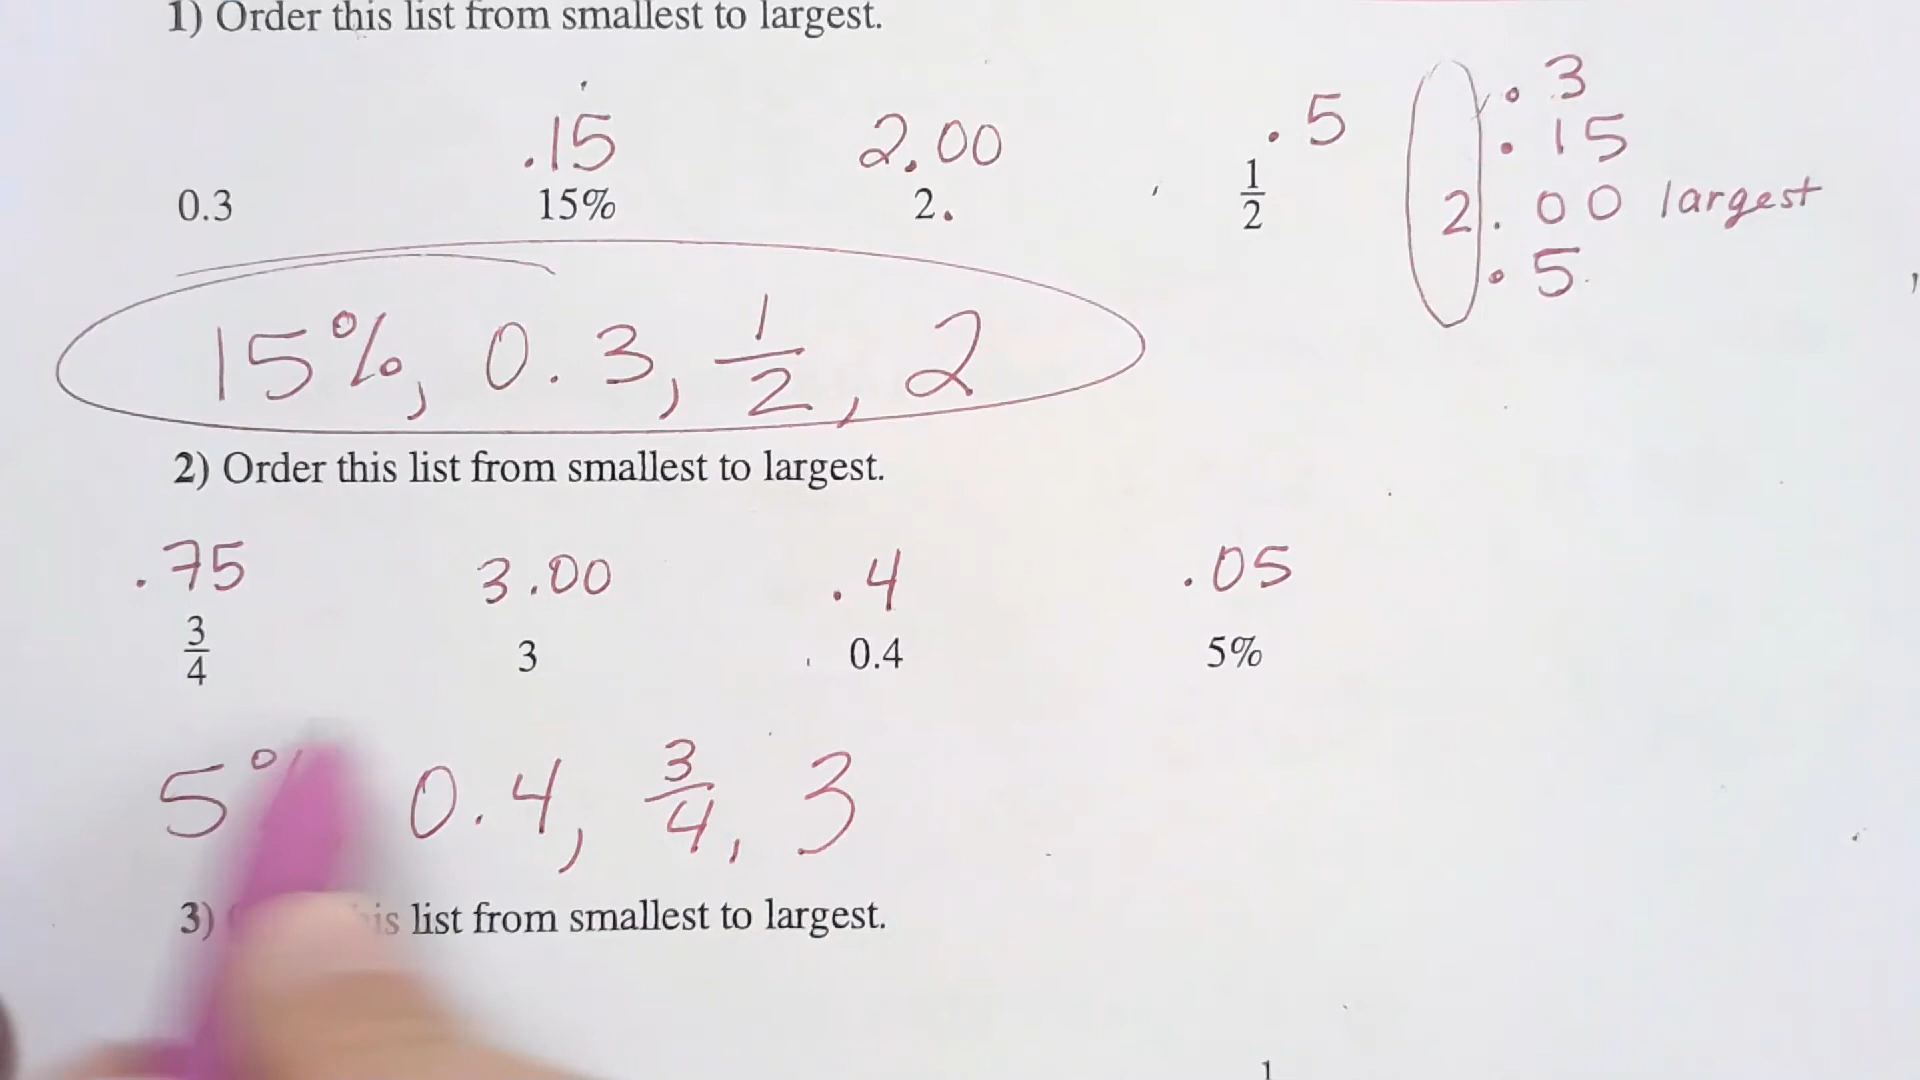 1) Order this list from smallest to largest.
.15 2.00 .5
0.3 15% 2. 1/2
.3
.15
2.00 largest
.5
15%, 0.3, 1/2, 2
2) Order this list from smallest to largest.
.75 3.00 .4 .05
3/4 3 0.4 5%
5% 0.4, 3/4, 3
3) list from smallest to largest.
1